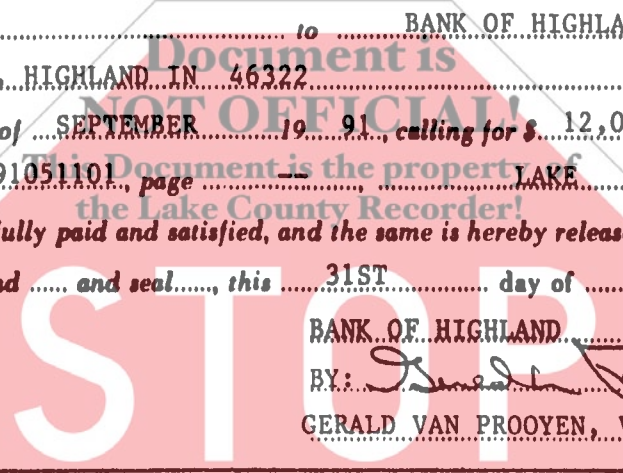 to BANK OF HIGHLA
Document is
, HIGHLAND IN 46322
NOT OFFICIAL!
of SEPTEMBER 19 91, calling for $ 12,0
This Document is the property of
91051101, page — , LAKE
the Lake County Recorder!
fully paid and satisfied, and the same is hereby releas
nd ...... and seal......, this 31ST day of
STOP
BANK OF HIGHLAND
BY:
GERALD VAN PROOYEN, V